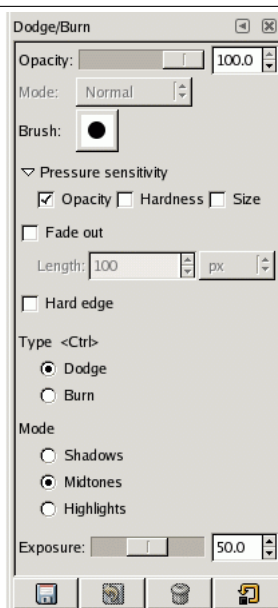 Dodge/Burn
Opacity: 100.0
Mode: Normal
Brush:
Pressure sensitivity
Opacity Hardness Size
Fade out
Length: 100 px
Hard edge
Type <Ctrl>
Dodge
Burn
Mode
Shadows
Midtones
Highlights
Exposure: 50.0